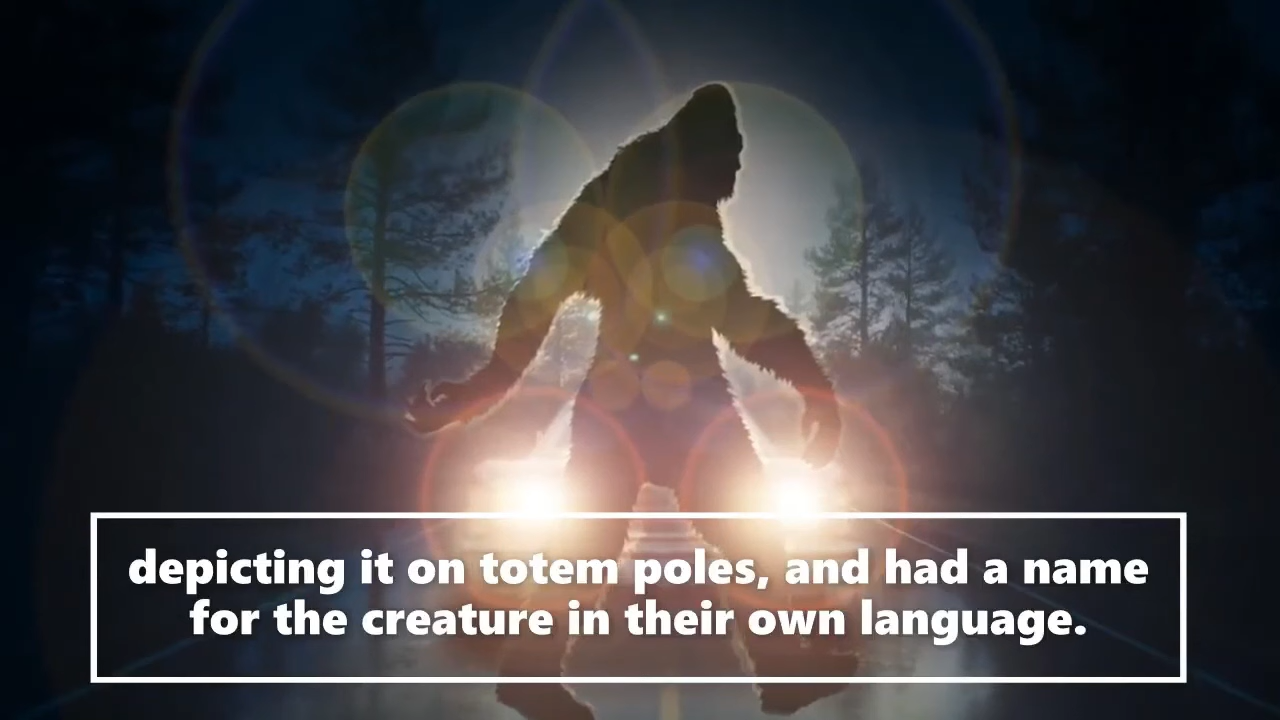 depicting it on totem poles, and had a name
for the creature in their own language.